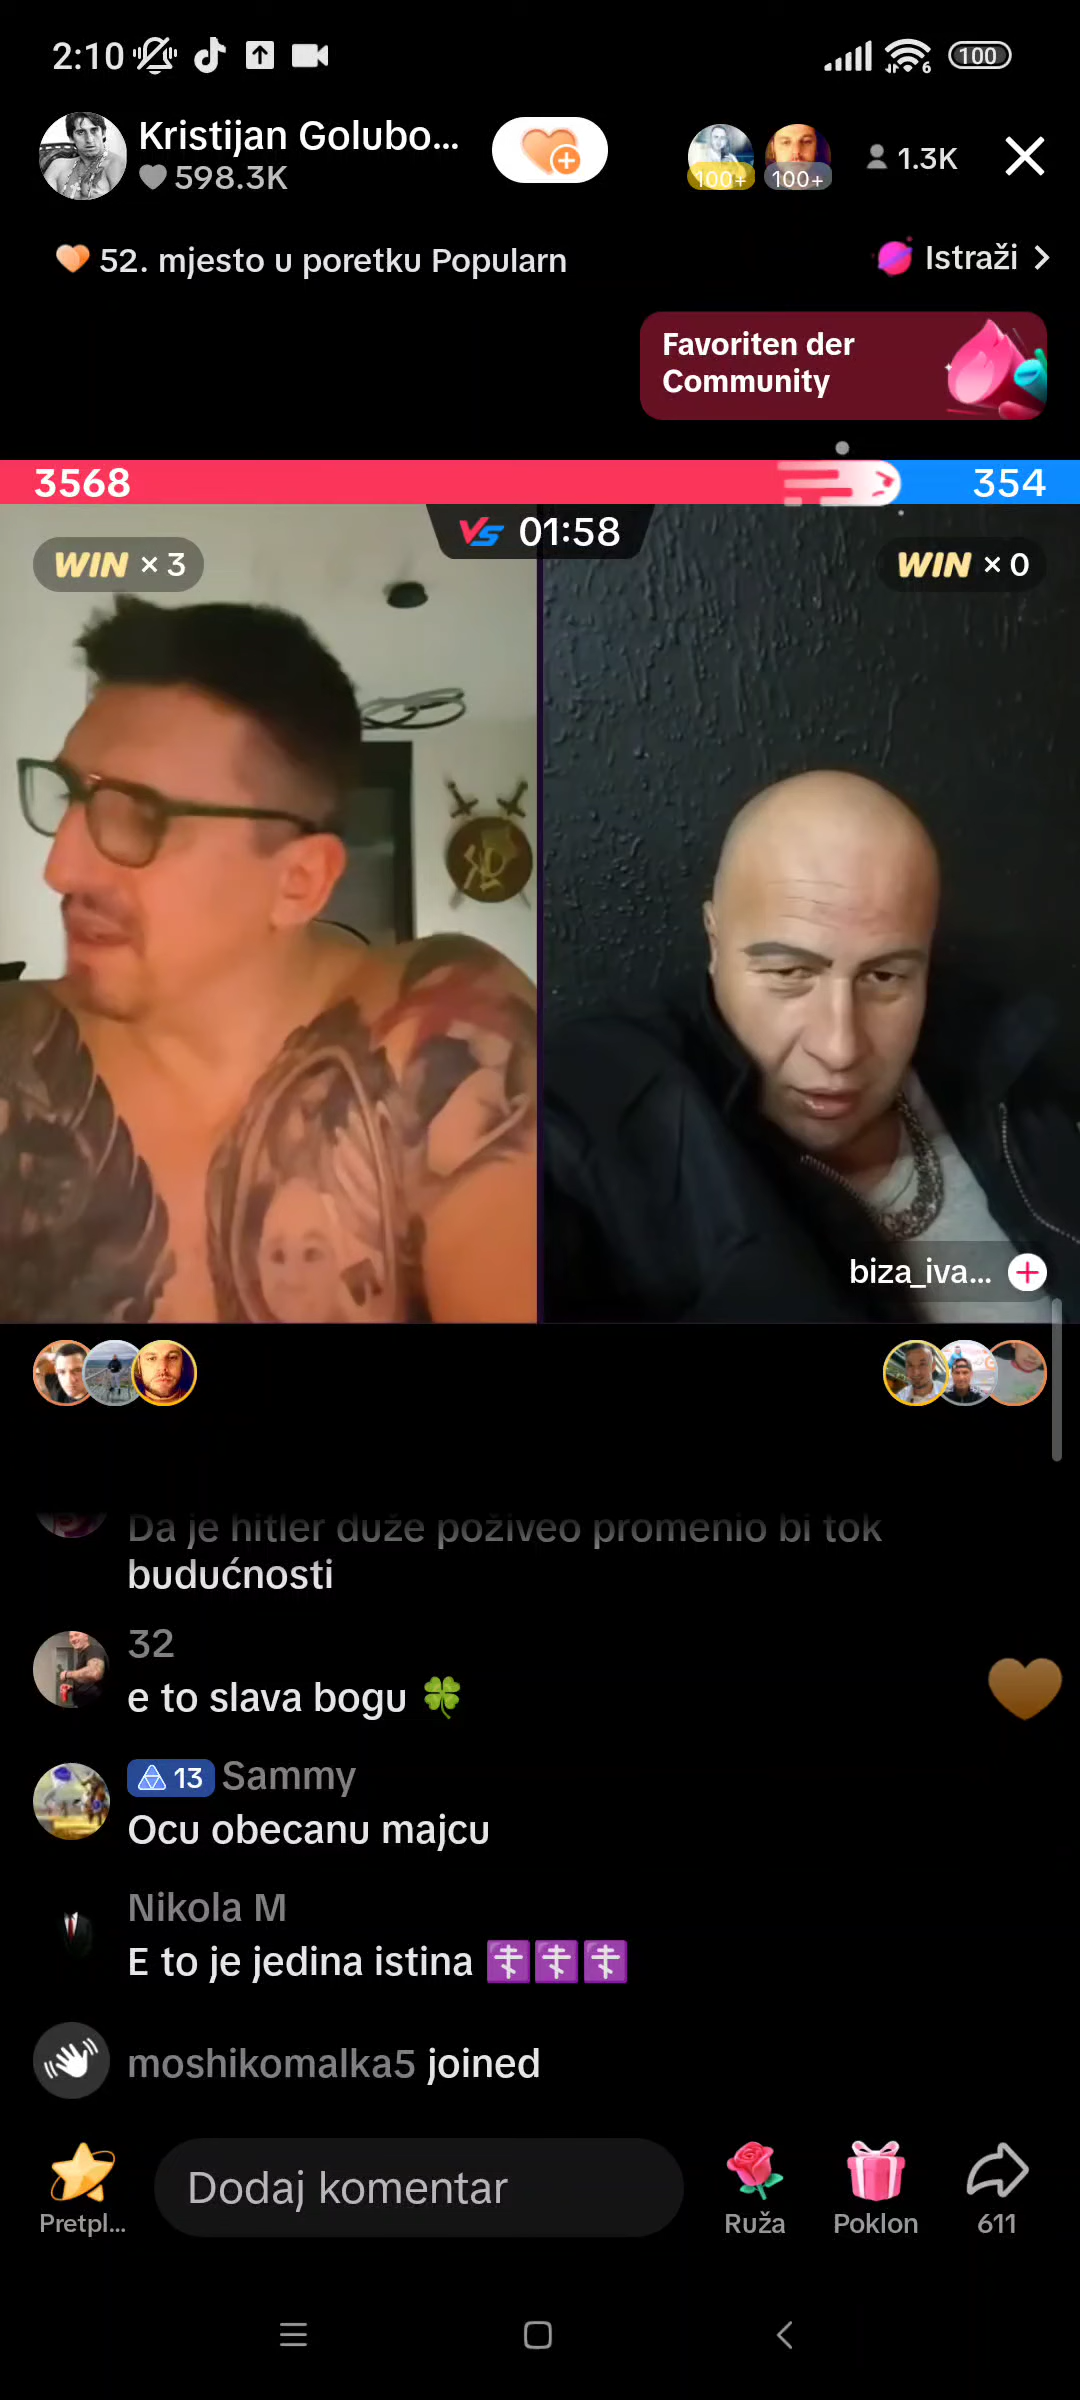 2:10
6
100
Kristijan Golubo...
598.3K
100+
100+
1.3K
52. mjesto u poretku Popularn
Istraži >
Favoriten der
Community
3568
354
VS 01:58
WIN × 3
WIN × 0
biza_iva...
Da je hitler duže poživeo promenio bi tok
budućnosti
32
e to slava bogu 🍀
13 Sammy
Ocu obecanu majcu
Nikola M
E to je jedina istina ☦️☦️☦️
moshikomalka5 joined
Pretpl...
Dodaj komentar
Ruža
Poklon
611